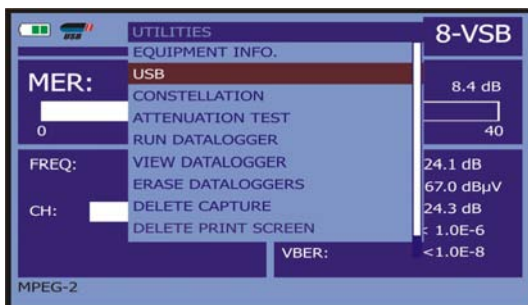 USB
UTILITIES
8-VSB
EQUIPMENT INFO.
USB
MER:
8.4 dB
CONSTELLATION
ATTENUATION TEST
0
40
RUN DATALOGGER
FREQ:
VIEW DATALOGGER
24.1 dB
ERASE DATALOGGERS
67.0 dBµV
CH:
DELETE CAPTURE
24.3 dB
DELETE PRINT SCREEN
< 1.0E-6
VBER:
<1.0E-8
MPEG-2